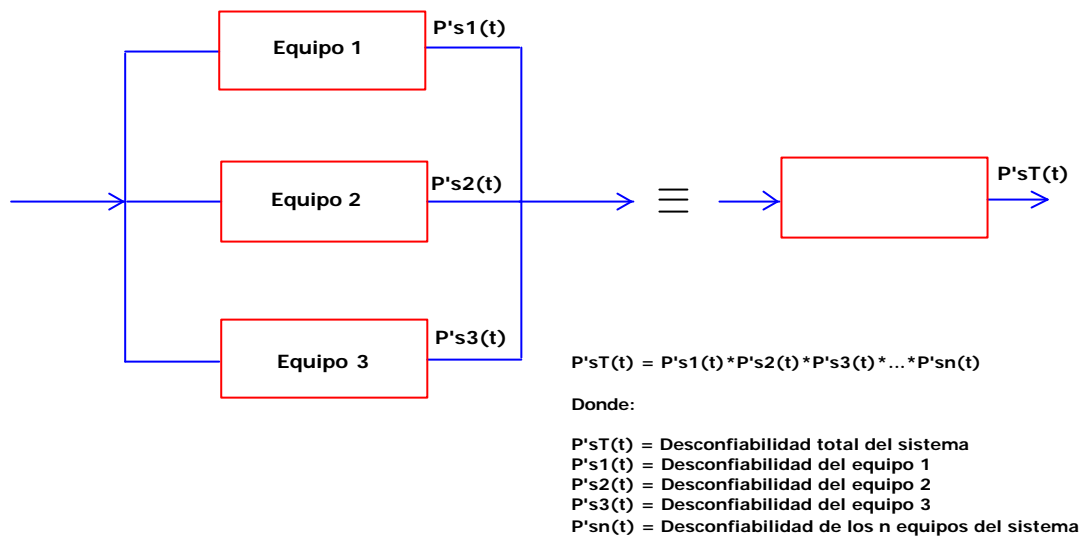 P's1(t)
Equipo 1
P's2(t)
Equipo 2
P'sT(t)
P's3(t)
Equipo 3
P'sT(t) = P's1(t)*P's2(t)*P's3(t)*...*P'sn(t)
Donde:
P'sT(t) = Desconfiabilidad total del sistema
P's1(t) = Desconfiabilidad del equipo 1
P's2(t) = Desconfiabilidad del equipo 2
P's3(t) = Desconfiabilidad del equipo 3
P'sn(t) = Desconfiabilidad de los n equipos del sistema